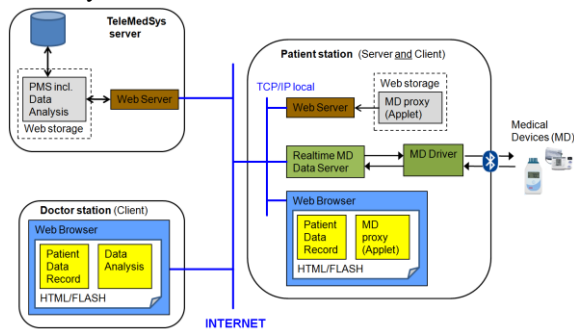 TeleMedSys
server
PMS incl.
Data
Analysis
Web storage
Web Server
Patient station (Server and Client)
TCP/IP local
Web storage
Web Server
MD proxy
(Applet)
Medical
Devices (MD)
Realtime MD
Data Server
MD Driver
Web Browser
Patient
Data
Record
MD
proxy
(Applet)
HTML/FLASH
Doctor station (Client)
Web Browser
Patient
Data
Record
Data
Analysis
HTML/FLASH
INTERNET